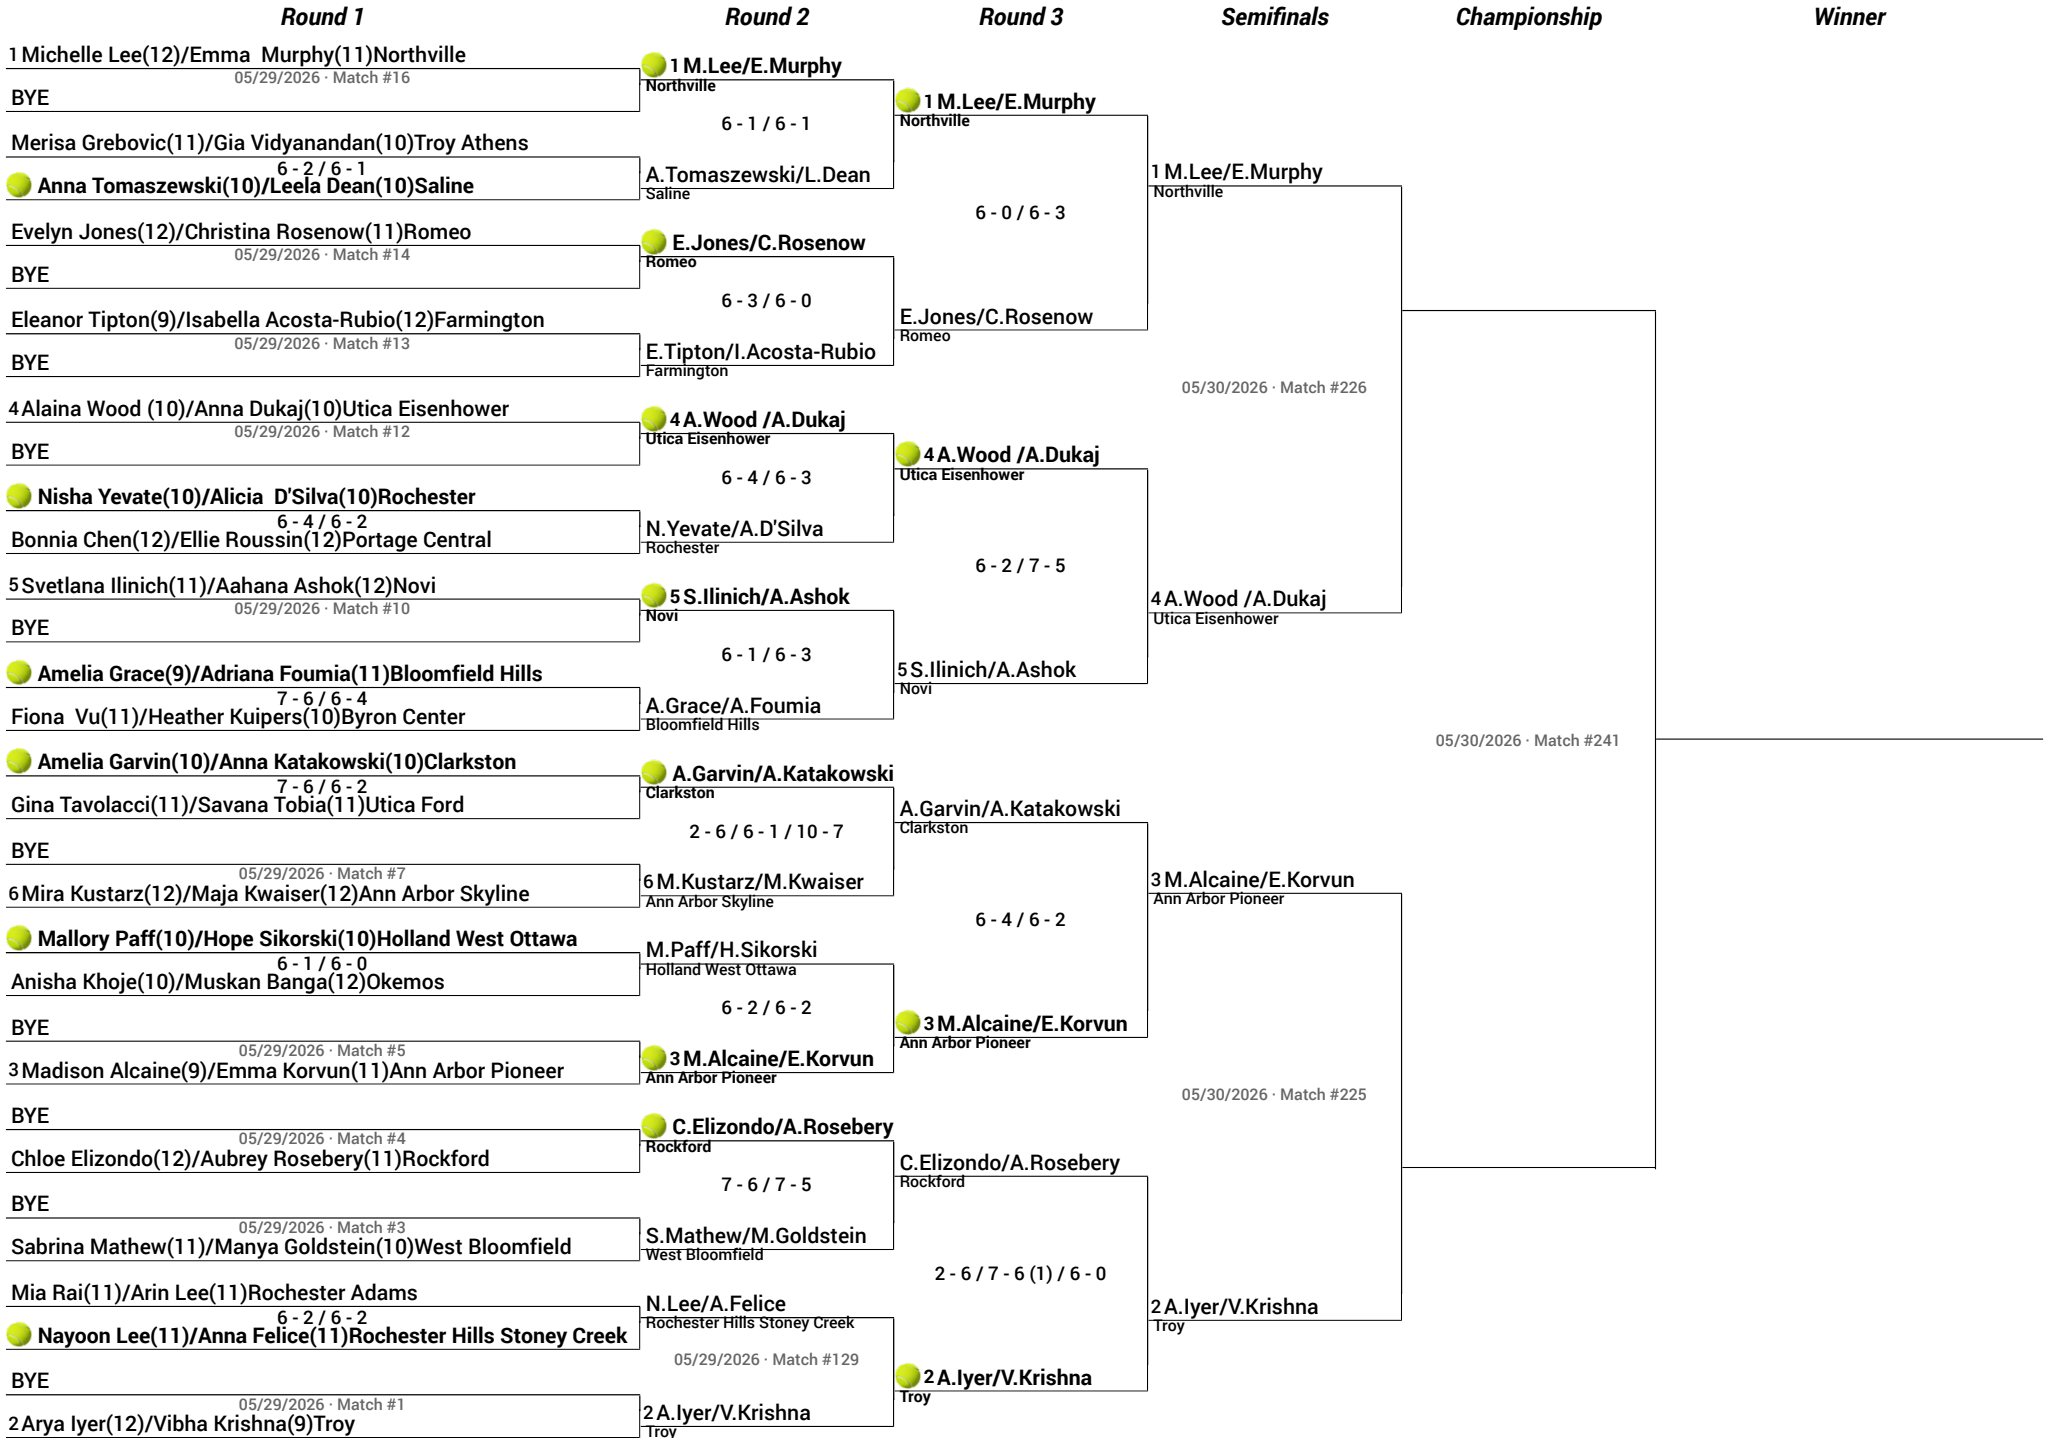 Round 1
Round 2
Round 3
Semifinals
Championship
Winner
1 Michelle Lee(12)/Emma  Murphy(11)Northville
05/29/2026 · Match #16
BYE
Merisa Grebovic(11)/Gia Vidyanandan(10)Troy Athens
6 - 2 / 6 - 1
Anna Tomaszewski(10)/Leela Dean(10)Saline
Evelyn Jones(12)/Christina Rosenow(11)Romeo
05/29/2026 · Match #14
BYE
Eleanor Tipton(9)/Isabella Acosta-Rubio(12)Farmington
05/29/2026 · Match #13
BYE
4 Alaina Wood (10)/Anna Dukaj(10)Utica Eisenhower
05/29/2026 · Match #12
BYE
Nisha Yevate(10)/Alicia  D'Silva(10)Rochester
6 - 4 / 6 - 2
Bonnia Chen(12)/Ellie Roussin(12)Portage Central
5 Svetlana Ilinich(11)/Aahana Ashok(12)Novi
05/29/2026 · Match #10
BYE
Amelia Grace(9)/Adriana Foumia(11)Bloomfield Hills
7 - 6 / 6 - 4
Fiona  Vu(11)/Heather Kuipers(10)Byron Center
Amelia Garvin(10)/Anna Katakowski(10)Clarkston
7 - 6 / 6 - 2
Gina Tavolacci(11)/Savana Tobia(11)Utica Ford
BYE
05/29/2026 · Match #7
6 Mira Kustarz(12)/Maja Kwaiser(12)Ann Arbor Skyline
Mallory Paff(10)/Hope Sikorski(10)Holland West Ottawa
6 - 1 / 6 - 0
Anisha Khoje(10)/Muskan Banga(12)Okemos
BYE
05/29/2026 · Match #5
3 Madison Alcaine(9)/Emma Korvun(11)Ann Arbor Pioneer
BYE
05/29/2026 · Match #4
Chloe Elizondo(12)/Aubrey Rosebery(11)Rockford
BYE
05/29/2026 · Match #3
Sabrina Mathew(11)/Manya Goldstein(10)West Bloomfield
Mia Rai(11)/Arin Lee(11)Rochester Adams
6 - 2 / 6 - 2
Nayoon Lee(11)/Anna Felice(11)Rochester Hills Stoney Creek
BYE
05/29/2026 · Match #1
2 Arya Iyer(12)/Vibha Krishna(9)Troy
1 M.Lee/E.Murphy
Northville
6 - 1 / 6 - 1
A.Tomaszewski/L.Dean
Saline
E.Jones/C.Rosenow
Romeo
6 - 3 / 6 - 0
E.Tipton/I.Acosta-Rubio
Farmington
4 A.Wood /A.Dukaj
Utica Eisenhower
6 - 4 / 6 - 3
N.Yevate/A.D'Silva
Rochester
5 S.Ilinich/A.Ashok
Novi
6 - 1 / 6 - 3
A.Grace/A.Foumia
Bloomfield Hills
A.Garvin/A.Katakowski
Clarkston
2 - 6 / 6 - 1 / 10 - 7
6 M.Kustarz/M.Kwaiser
Ann Arbor Skyline
M.Paff/H.Sikorski
Holland West Ottawa
6 - 2 / 6 - 2
3 M.Alcaine/E.Korvun
Ann Arbor Pioneer
C.Elizondo/A.Rosebery
Rockford
7 - 6 / 7 - 5
S.Mathew/M.Goldstein
West Bloomfield
N.Lee/A.Felice
Rochester Hills Stoney Creek
05/29/2026 · Match #129
2 A.Iyer/V.Krishna
Troy
1 M.Lee/E.Murphy
Northville
6 - 0 / 6 - 3
E.Jones/C.Rosenow
Romeo
4 A.Wood /A.Dukaj
Utica Eisenhower
6 - 2 / 7 - 5
5 S.Ilinich/A.Ashok
Novi
A.Garvin/A.Katakowski
Clarkston
6 - 4 / 6 - 2
3 M.Alcaine/E.Korvun
Ann Arbor Pioneer
C.Elizondo/A.Rosebery
Rockford
2 - 6 / 7 - 6 (1) / 6 - 0
2 A.Iyer/V.Krishna
Troy
1 M.Lee/E.Murphy
Northville
05/30/2026 · Match #226
4 A.Wood /A.Dukaj
Utica Eisenhower
3 M.Alcaine/E.Korvun
Ann Arbor Pioneer
05/30/2026 · Match #225
2 A.Iyer/V.Krishna
Troy
05/30/2026 · Match #241